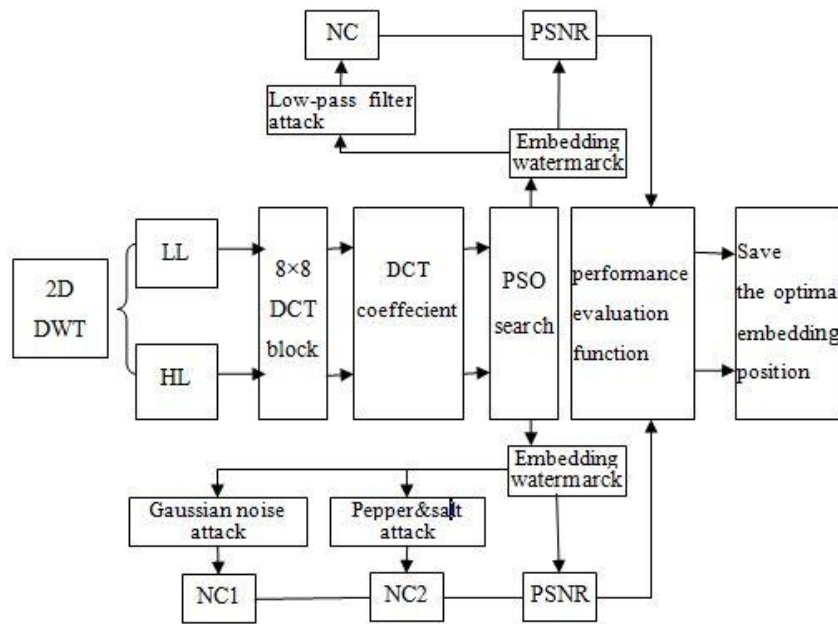 NC
PSNR
Low-pass filter
attack
Embedding
watermarck
LL
2D
DWT
HL
8×8
DCT
block
DCT
coeffecient
PSO
search
performance
evaluation
function
Save
the optima
embedding
position
Embedding
watermarck
Gaussian noise
attack
Pepper&salt
attack
NC1
NC2
PSNR